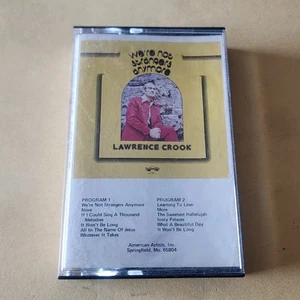 we're not
strangers
anymore
LAWRENCE CROOK
PROGRAM 1
We're Not Strangers Anymore
Alone
If I Could Sing A Thousand
Melodies
It Won't Be Long
All In The Name Of Jesus
Whatever It Takes
PROGRAM 2
Learning To Love
More
The Sweetest Hallelujah
Ivory Palaces
What A Beautiful Day
It Won't Be Long
American Artists, Inc.
Springfield, Mo. 65804